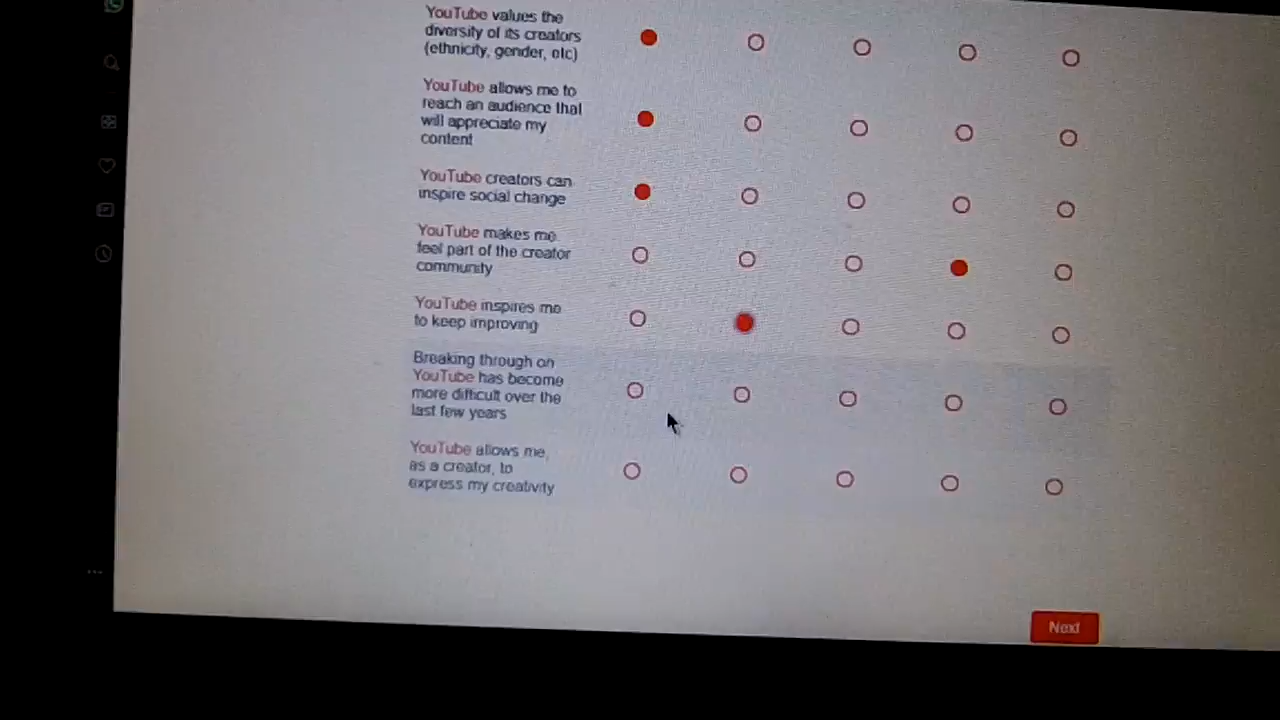 YouTube values the
diversity of its creators
(ethnicity, gender, etc)
YouTube allows me to
reach an audience that
will appreciate my
content
YouTube creators can
inspire social change
YouTube makes me
feel part of the creator
community
YouTube inspires me
to keep improving
Breaking through on
YouTube has become
more difficult over the
last few years
YouTube allows me,
as a creator, to
express my creativity
Next